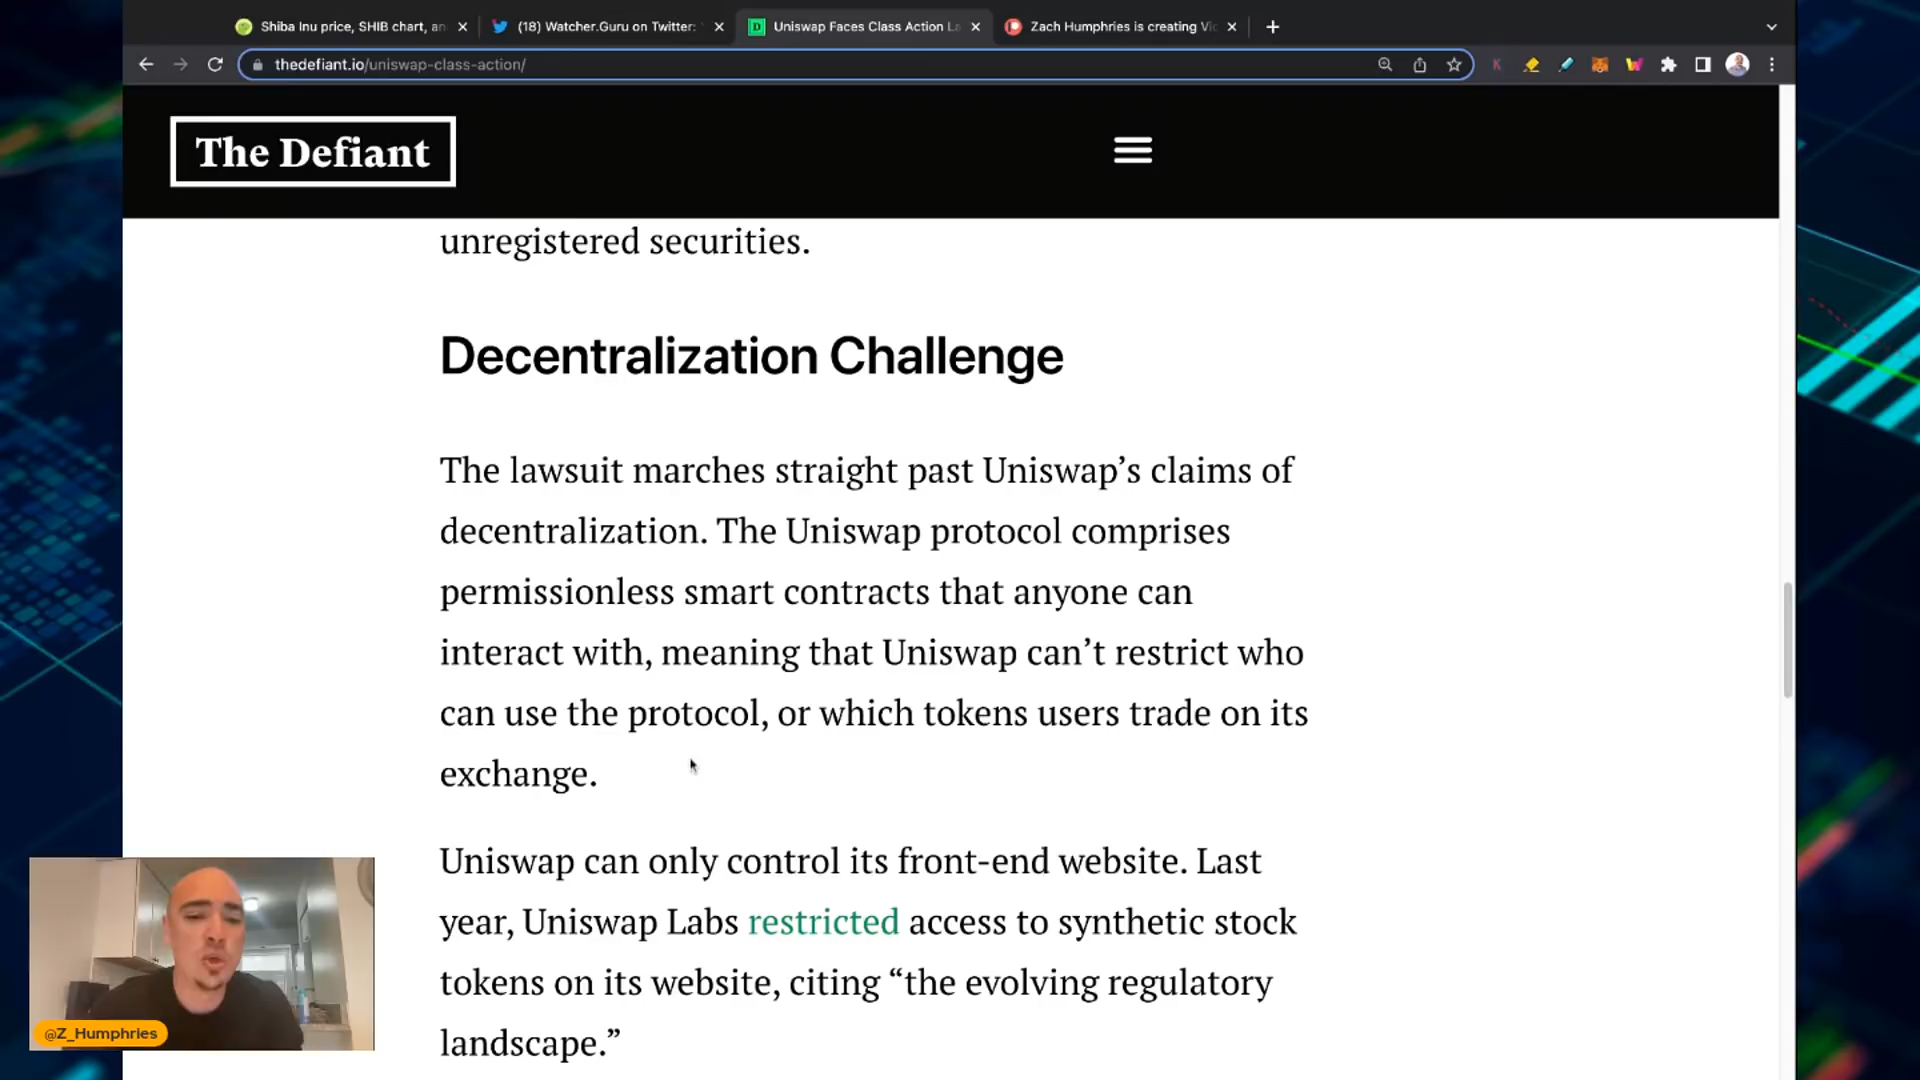 Shiba Inu price, SHIB chart, an
(18) Watcher.Guru on Twitter:
Uniswap Faces Class Action La
Zach Humphries is creating Vic
thedefiant.io/uniswap-class-action/
The Defiant
unregistered securities.
Decentralization Challenge
The lawsuit marches straight past Uniswap’s claims of
decentralization. The Uniswap protocol comprises
permissionless smart contracts that anyone can
interact with, meaning that Uniswap can’t restrict who
can use the protocol, or which tokens users trade on its
exchange.
Uniswap can only control its front-end website. Last
year, Uniswap Labs restricted access to synthetic stock
tokens on its website, citing “the evolving regulatory
landscape.”
@Z_Humphries